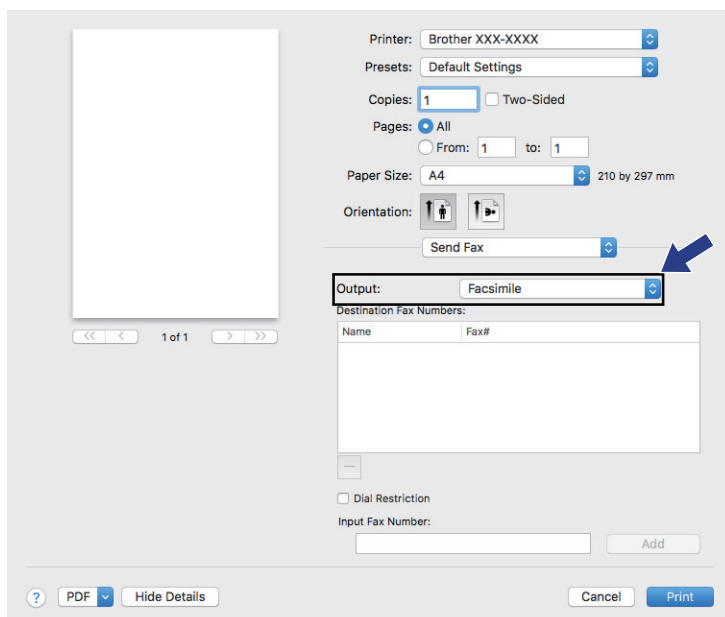 Printer: Brother XXX-XXXX
Presets: Default Settings
Copies: 1 Two-Sided
Pages: All
From: 1 to: 1
Paper Size: A4 210 by 297 mm
Orientation:
Send Fax
Output: Facsimile
Destination Fax Numbers:
Name Fax#
<< < 1 of 1 > >>
Dial Restriction
Input Fax Number:
Add
? PDF Hide Details Cancel Print